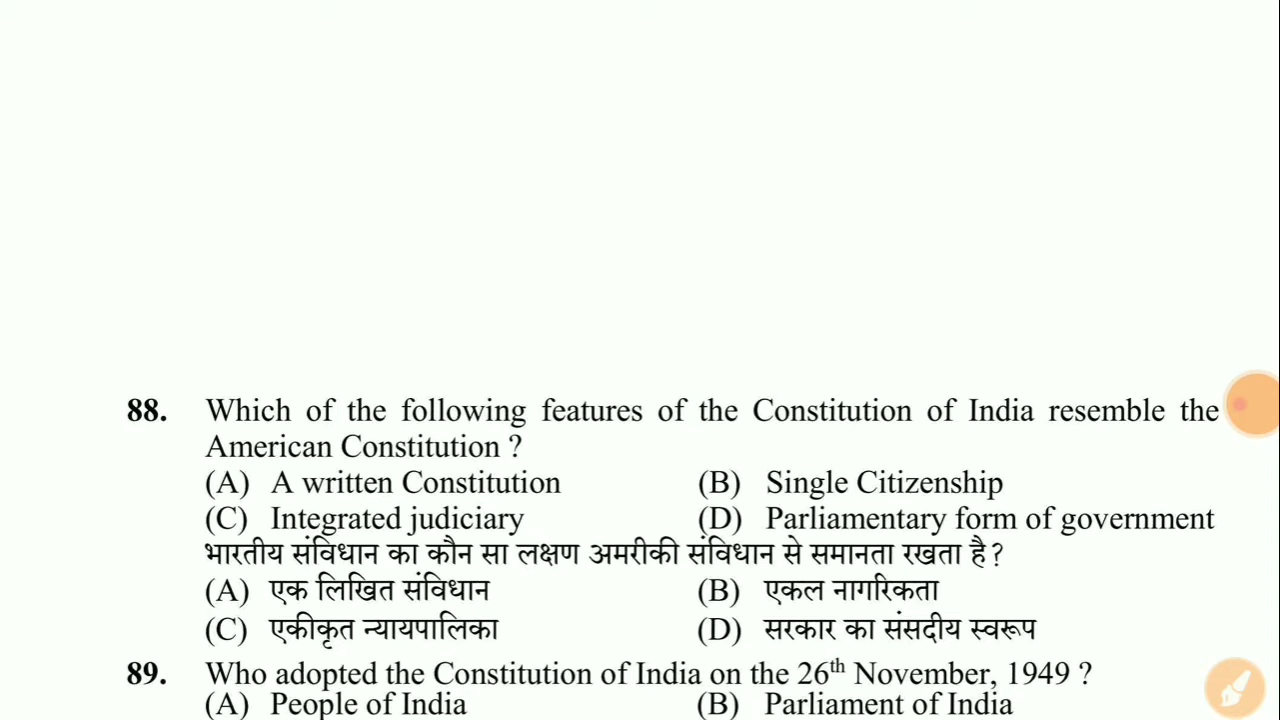 88. Which of the following features of the Constitution of India resemble the
American Constitution ?
(A) A written Constitution (B) Single Citizenship
(C) Integrated judiciary (D) Parliamentary form of government
भारतीय संविधान का कौन सा लक्षण अमरीकी संविधान से समानता रखता है ?
(A) एक लिखित संविधान (B) एकल नागरिकता
(C) एकीकृत न्यायपालिका (D) सरकार का संसदीय स्वरूप
89. Who adopted the Constitution of India on the 26th November, 1949 ?
(A) People of India (B) Parliament of India